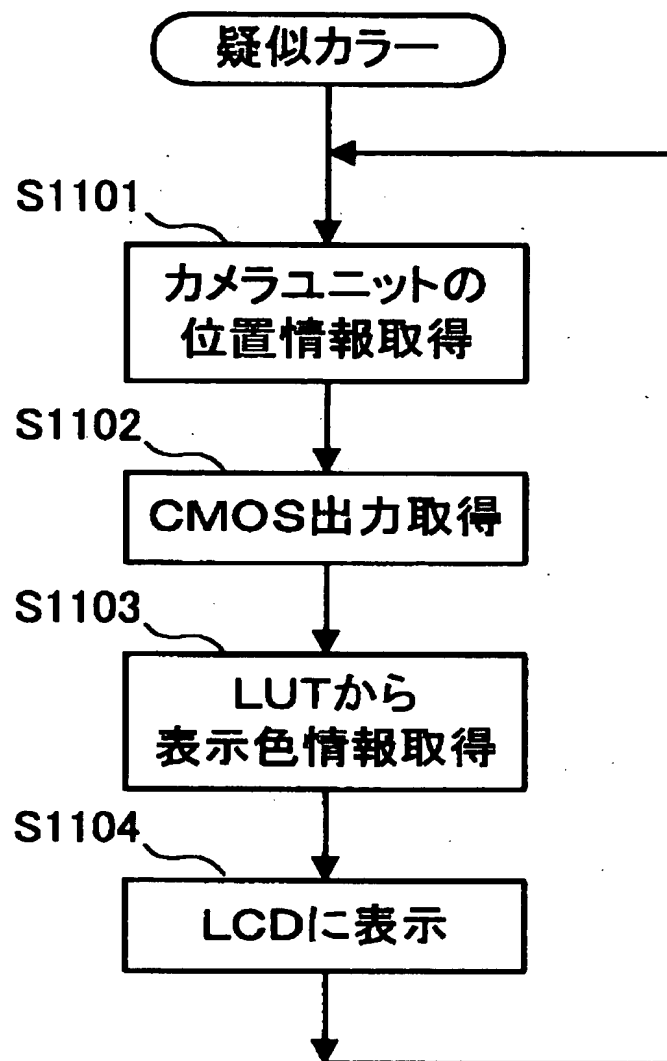 疑似カラー
S1101
カメラユニットの
位置情報取得
S1102
CMOS出力取得
S1103
LUTから
表示色情報取得
S1104
LCDに表示